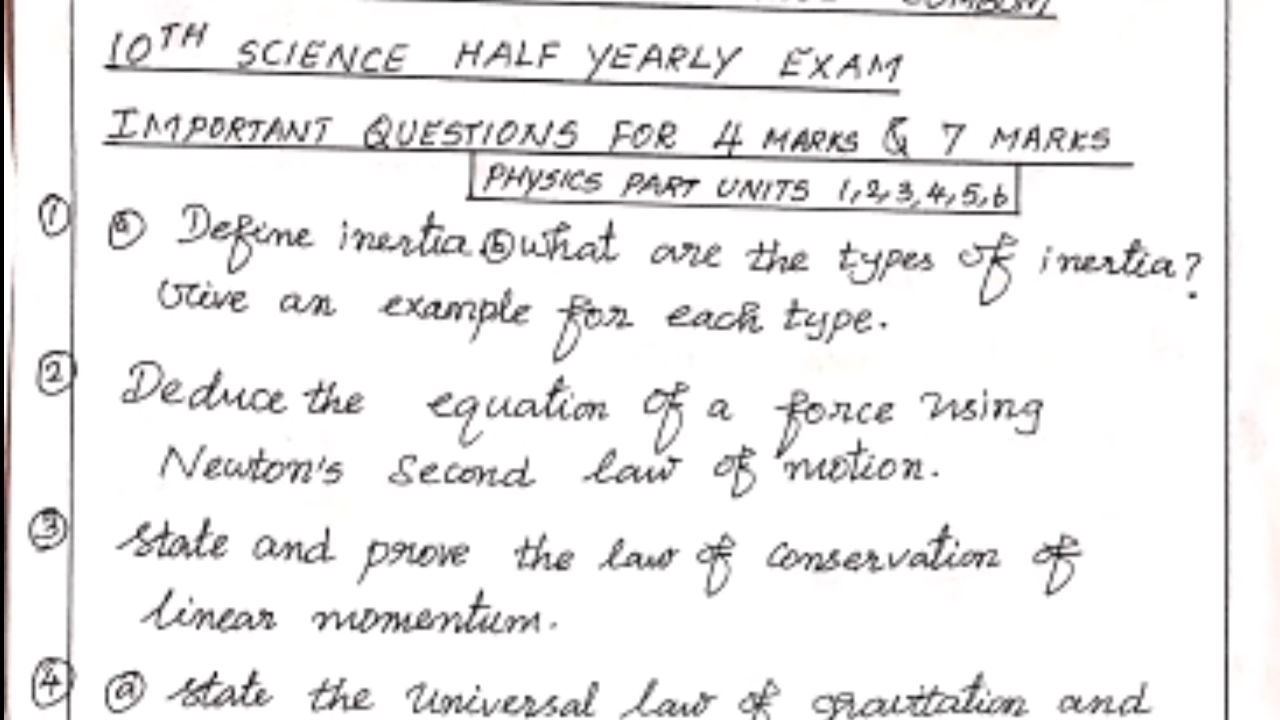 10TH SCIENCE HALF YEARLY EXAM
IMPORTANT QUESTIONS FOR 4 MARKS & 7 MARKS
PHYSICS PART UNITS 1,2,3,4,5,6
① ⓐ Define inertia ⓑ what are the types of inertia?
Give an example for each type.
② Deduce the equation of a force using
Newton's Second law of motion.
③ State and prove the law of conservation of
linear momentum.
④ ⓐ State the Universal law of gravitation and